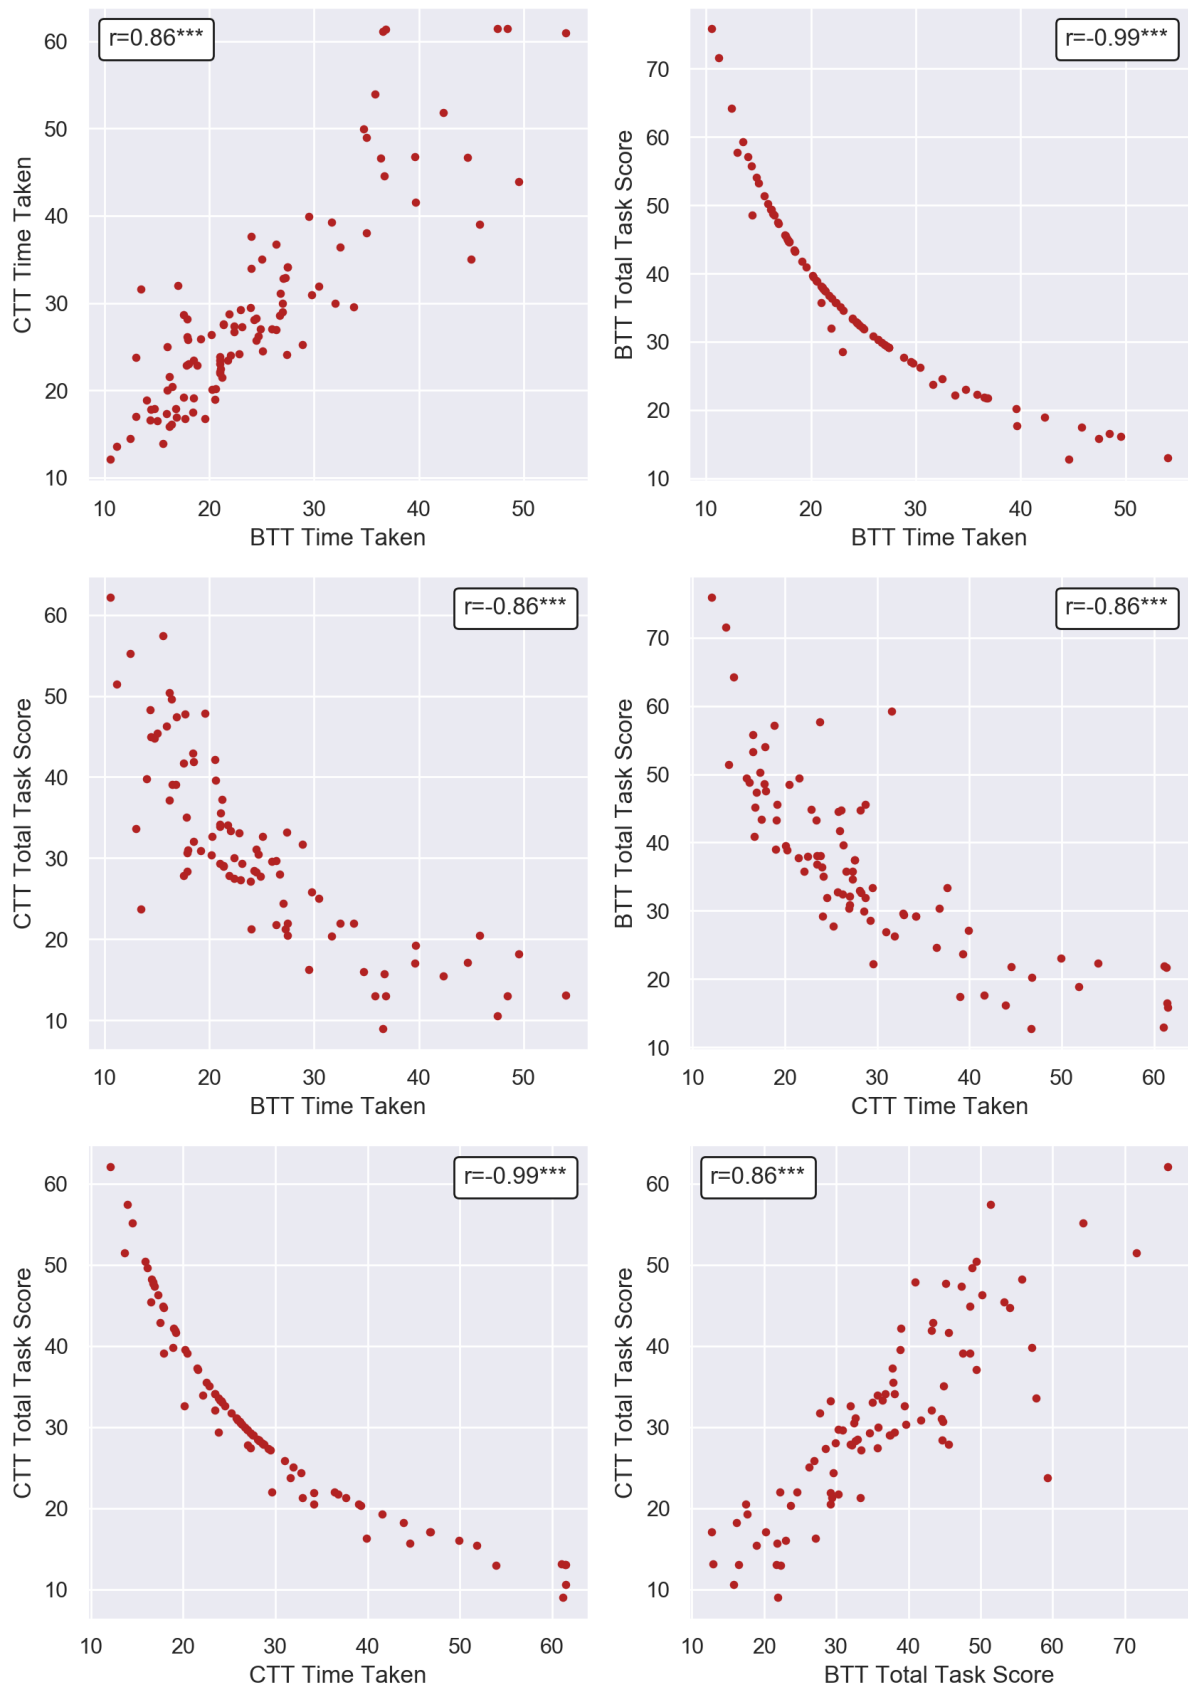 r=0.86***
60
50
40
30
20
10
CTT Time Taken
10 20 30 40 50
BTT Time Taken
r=-0.99***
70
60
50
40
30
20
10
BTT Total Task Score
10 20 30 40 50
BTT Time Taken
r=-0.86***
60
50
40
30
20
10
CTT Total Task Score
10 20 30 40 50
BTT Time Taken
r=-0.86***
70
60
50
40
30
20
10
BTT Total Task Score
10 20 30 40 50 60
CTT Time Taken
r=-0.99***
60
50
40
30
20
10
CTT Total Task Score
10 20 30 40 50 60
CTT Time Taken
r=0.86***
60
50
40
30
20
10
CTT Total Task Score
10 20 30 40 50 60 70
BTT Total Task Score